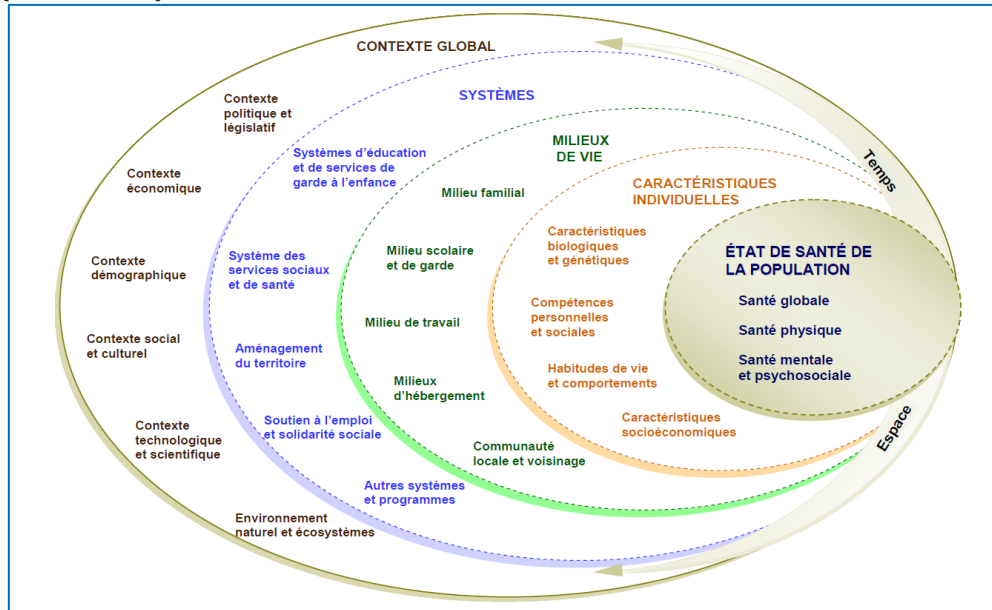 CONTEXTE GLOBAL
Contexte
politique et
législatif
Contexte
économique
Contexte
démographique
Contexte social
et culturel
Contexte
technologique
et scientifique
Environnement
naturel et écosystèmes
SYSTÈMES
Systèmes d'éducation
et de services de
garde à l'enfance
Système des
services sociaux
et de santé
Aménagement
du territoire
Soutien à l'emploi
et solidarité sociale
Autres systèmes
et programmes
MILIEUX
DE VIE
Milieu familial
Milieu scolaire
et de garde
Milieu de travail
Milieux
d'hébergement
Communauté
locale et voisinage
CARACTÉRISTIQUES
INDIVIDUELLES
Caractéristiques
biologiques
et génétiques
Compétences
personnelles
et sociales
Habitudes de vie
et comportements
Caractéristiques
socioéconomiques
ÉTAT DE SANTÉ DE
LA POPULATION
Santé globale
Santé physique
Santé mentale
et psychosociale
Temps
Espace